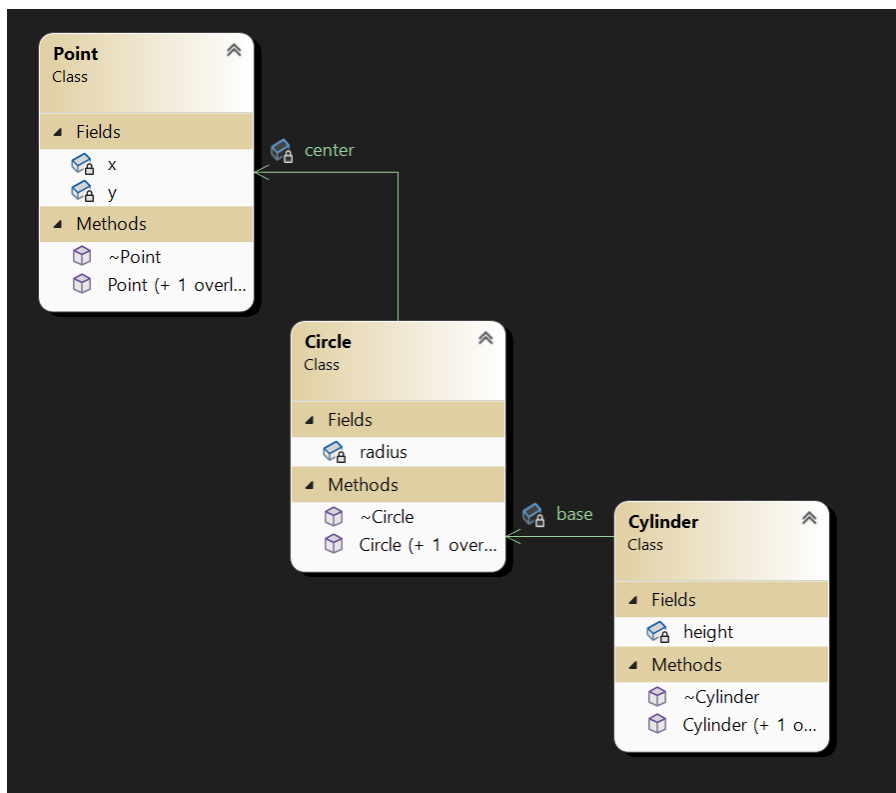 Point
Class
Fields
x
y
Methods
~Point
Point (+ 1 overl...
center
Circle
Class
Fields
radius
Methods
~Circle
Circle (+ 1 over...
base
Cylinder
Class
Fields
height
Methods
~Cylinder
Cylinder (+ 1 o...